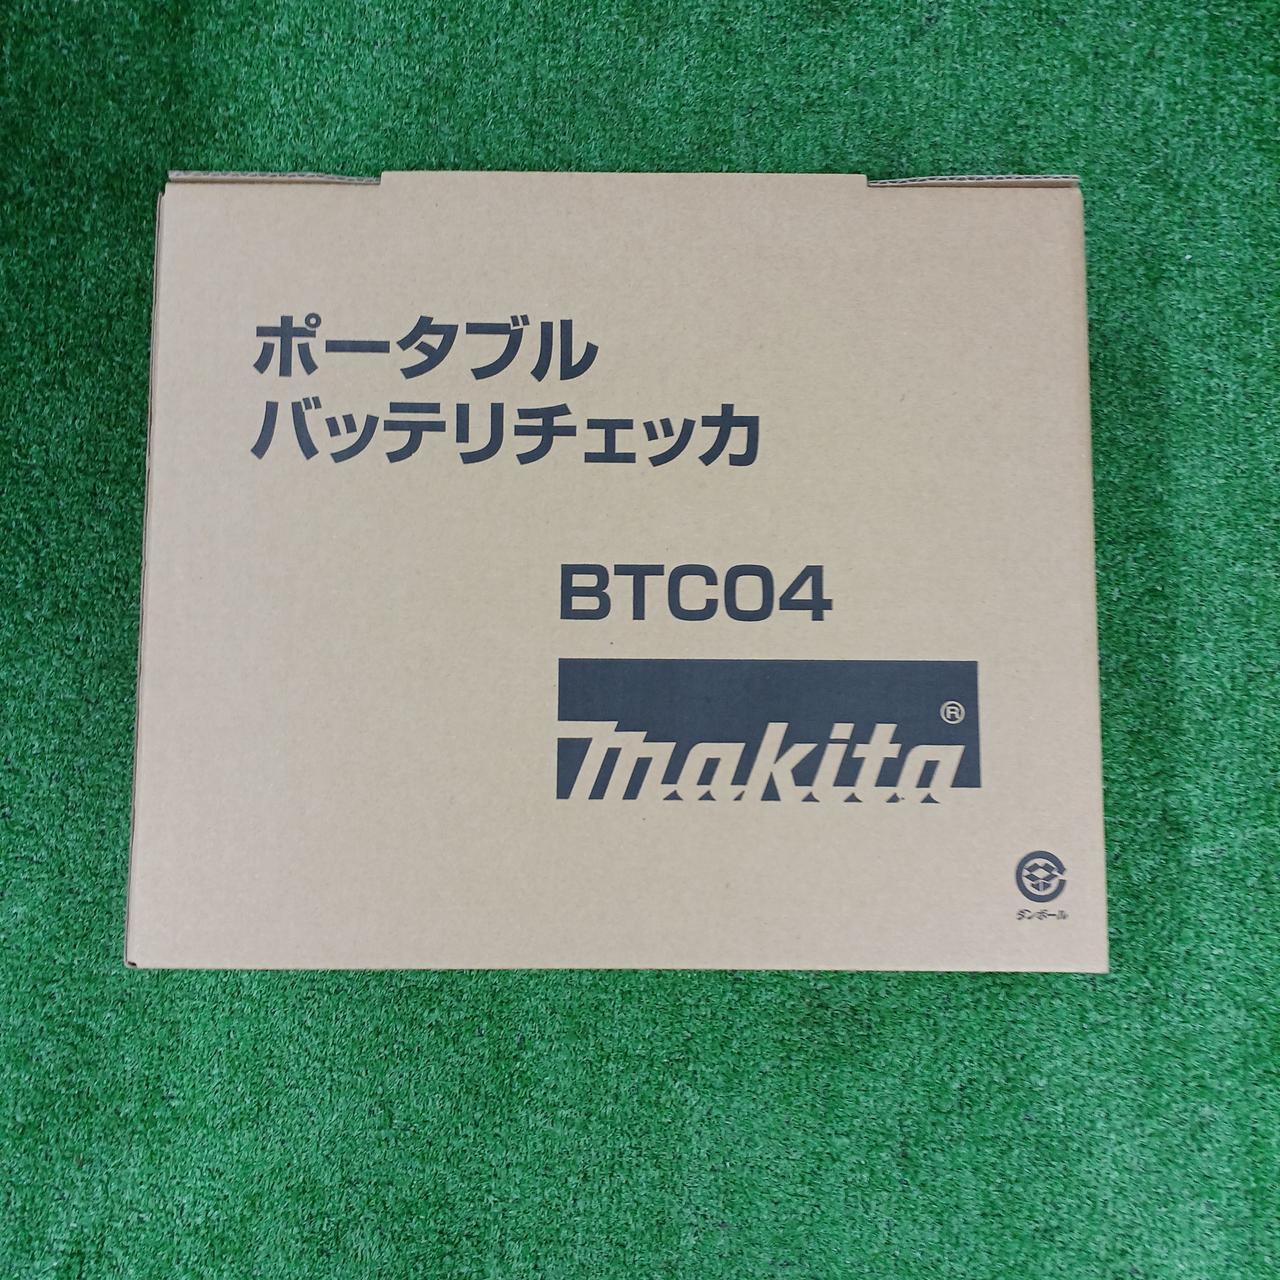 ポータブル
バッテリチェッカ
BTC04
makita®
ダンボール